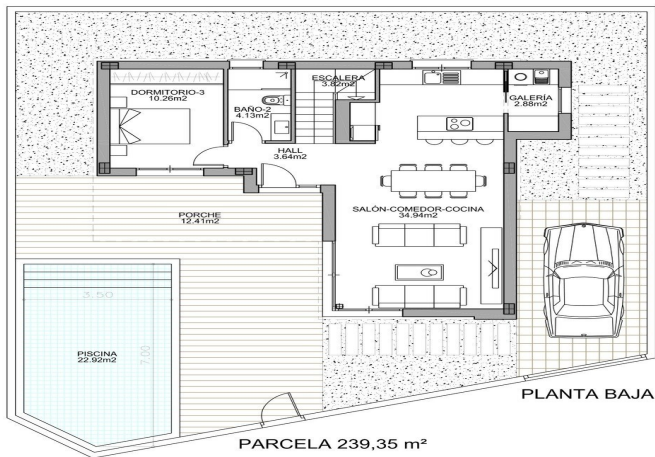 ESCALERA
3.82m2
DORMITORIO-3
10.26m2
BAÑO-2
4.13m2
GALERÍA
2.88m2
HALL
3.64m2
SALÓN-COMEDOR-COCINA
34.94m2
PORCHE
12.41m2
3.50
PISCINA
22.92m2
7.00
PLANTA BAJA
PARCELA 239,35 m²